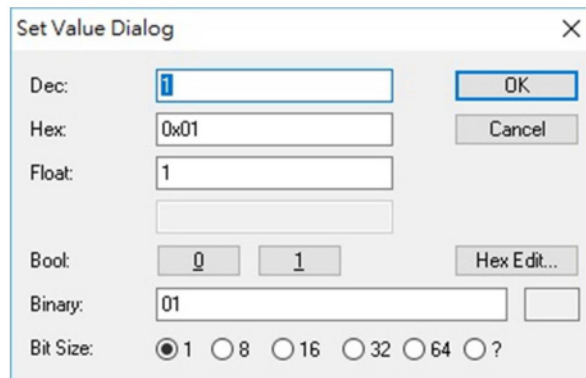 Set Value Dialog
Dec: 1 OK
Hex: 0x01 Cancel
Float: 1
Bool: 0 1 Hex Edit...
Binary: 01
Bit Size: 1 8 16 32 64 ?